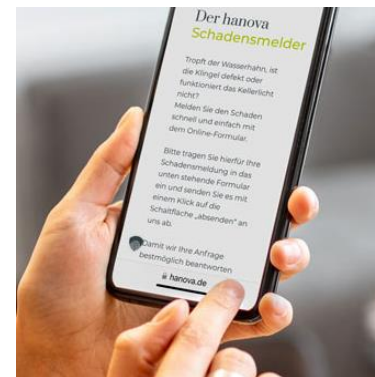 Der hanova
Schadensmelder
Tropft der Wasserhahn, ist
die Klingel defekt oder
funktioniert das Kellerlicht
nicht?
Melden Sie den Schaden
schnell und einfach mit
dem Online-Formular.
Bitte tragen Sie hierfür Ihre
Schadensmeldung in das
unten stehende Formular
ein und senden Sie es mit
einem Klick auf die
Schaltfläche „absenden“ an
uns ab.
Damit wir Ihre Anfrage
bestmöglich beantworten
hanova.de